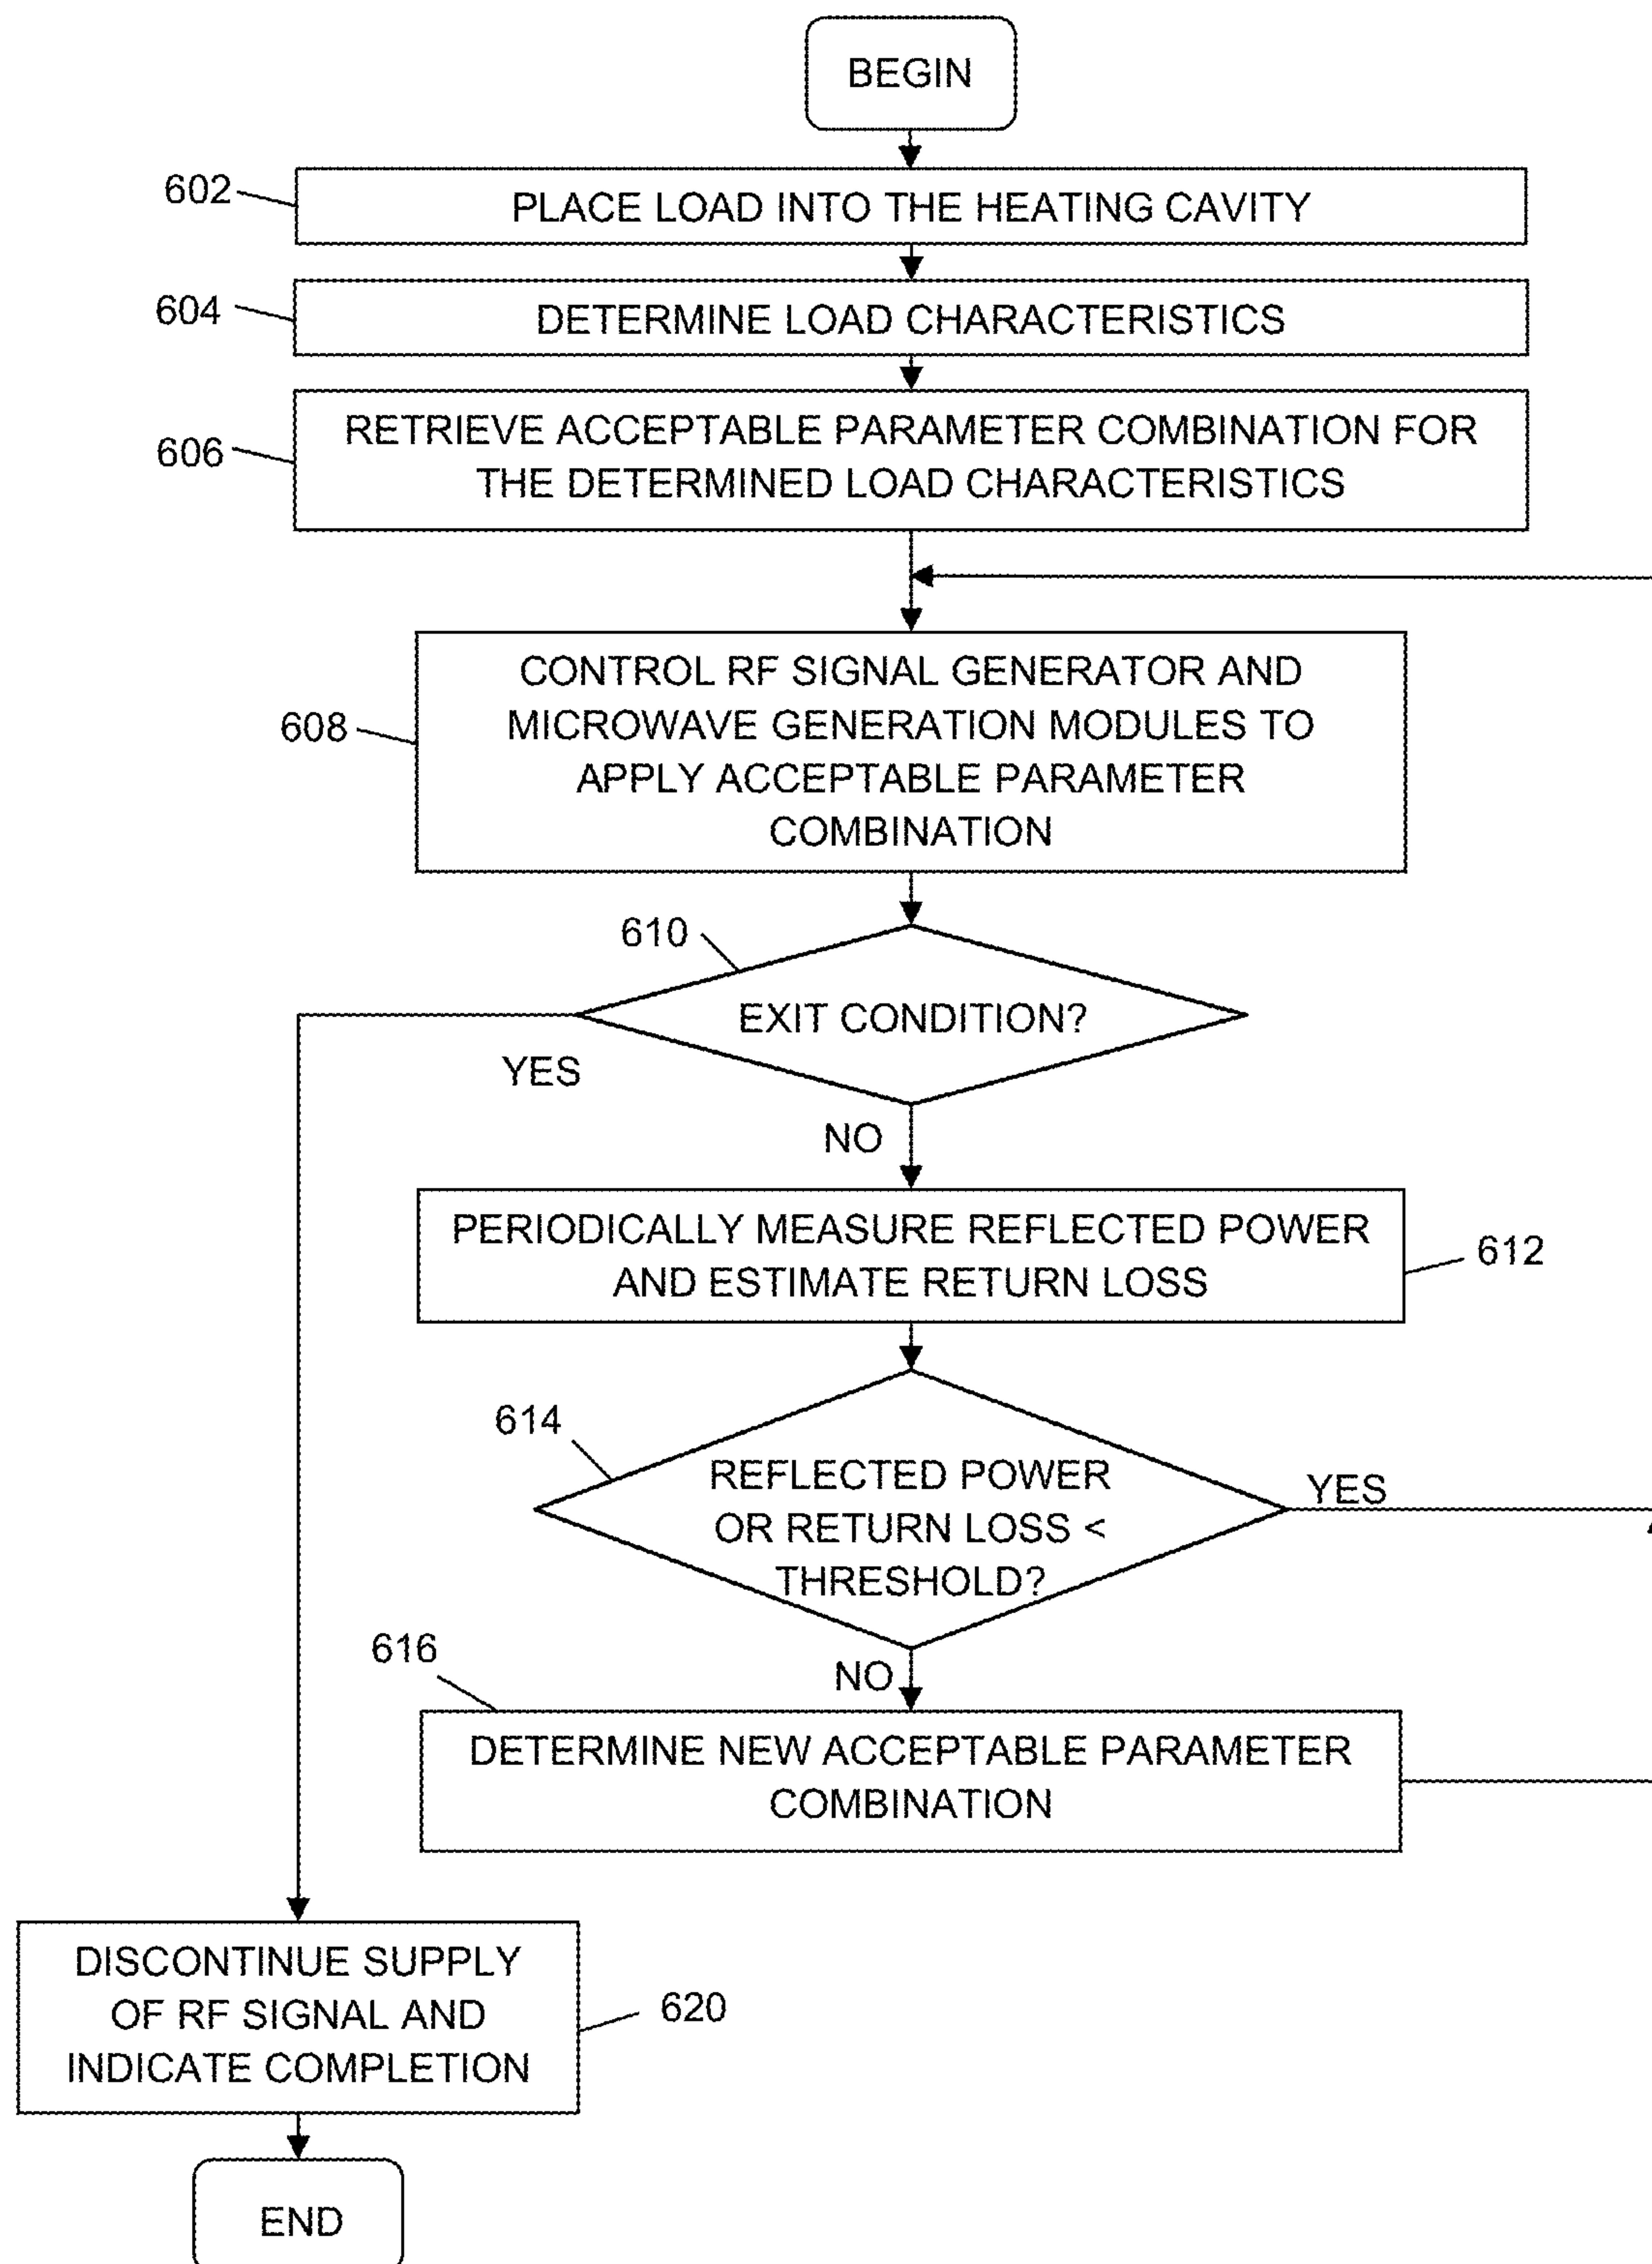 BEGIN
602
PLACE LOAD INTO THE HEATING CAVITY
604
DETERMINE LOAD CHARACTERISTICS
606
RETRIEVE ACCEPTABLE PARAMETER COMBINATION FOR
THE DETERMINED LOAD CHARACTERISTICS
608
CONTROL RF SIGNAL GENERATOR AND
MICROWAVE GENERATION MODULES TO
APPLY ACCEPTABLE PARAMETER
COMBINATION
610
EXIT CONDITION?
YES
NO
PERIODICALLY MEASURE REFLECTED POWER
AND ESTIMATE RETURN LOSS
612
614
REFLECTED POWER
OR RETURN LOSS <
THRESHOLD?
YES
NO
616
DETERMINE NEW ACCEPTABLE PARAMETER
COMBINATION
DISCONTINUE SUPPLY
OF RF SIGNAL AND
INDICATE COMPLETION
620
END